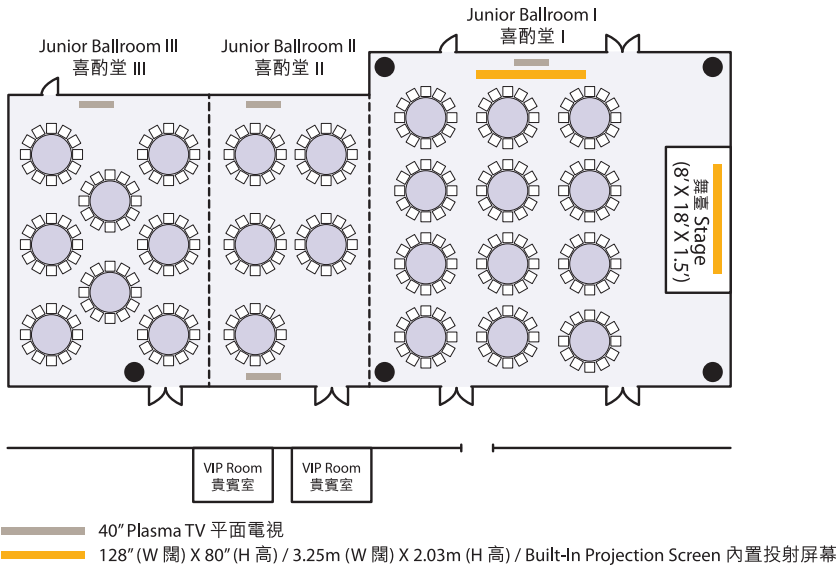 Junior Ballroom III
喜酌堂 III
Junior Ballroom II
喜酌堂 II
Junior Ballroom I
喜酌堂 I
舞臺 Stage
(8' X 18' X 1.5')
VIP Room
貴賓室
VIP Room
貴賓室
40" Plasma TV 平面電視
128" (W 闊) X 80" (H 高) / 3.25m (W 闊) X 2.03m (H 高) / Built-In Projection Screen 內置投射屏幕